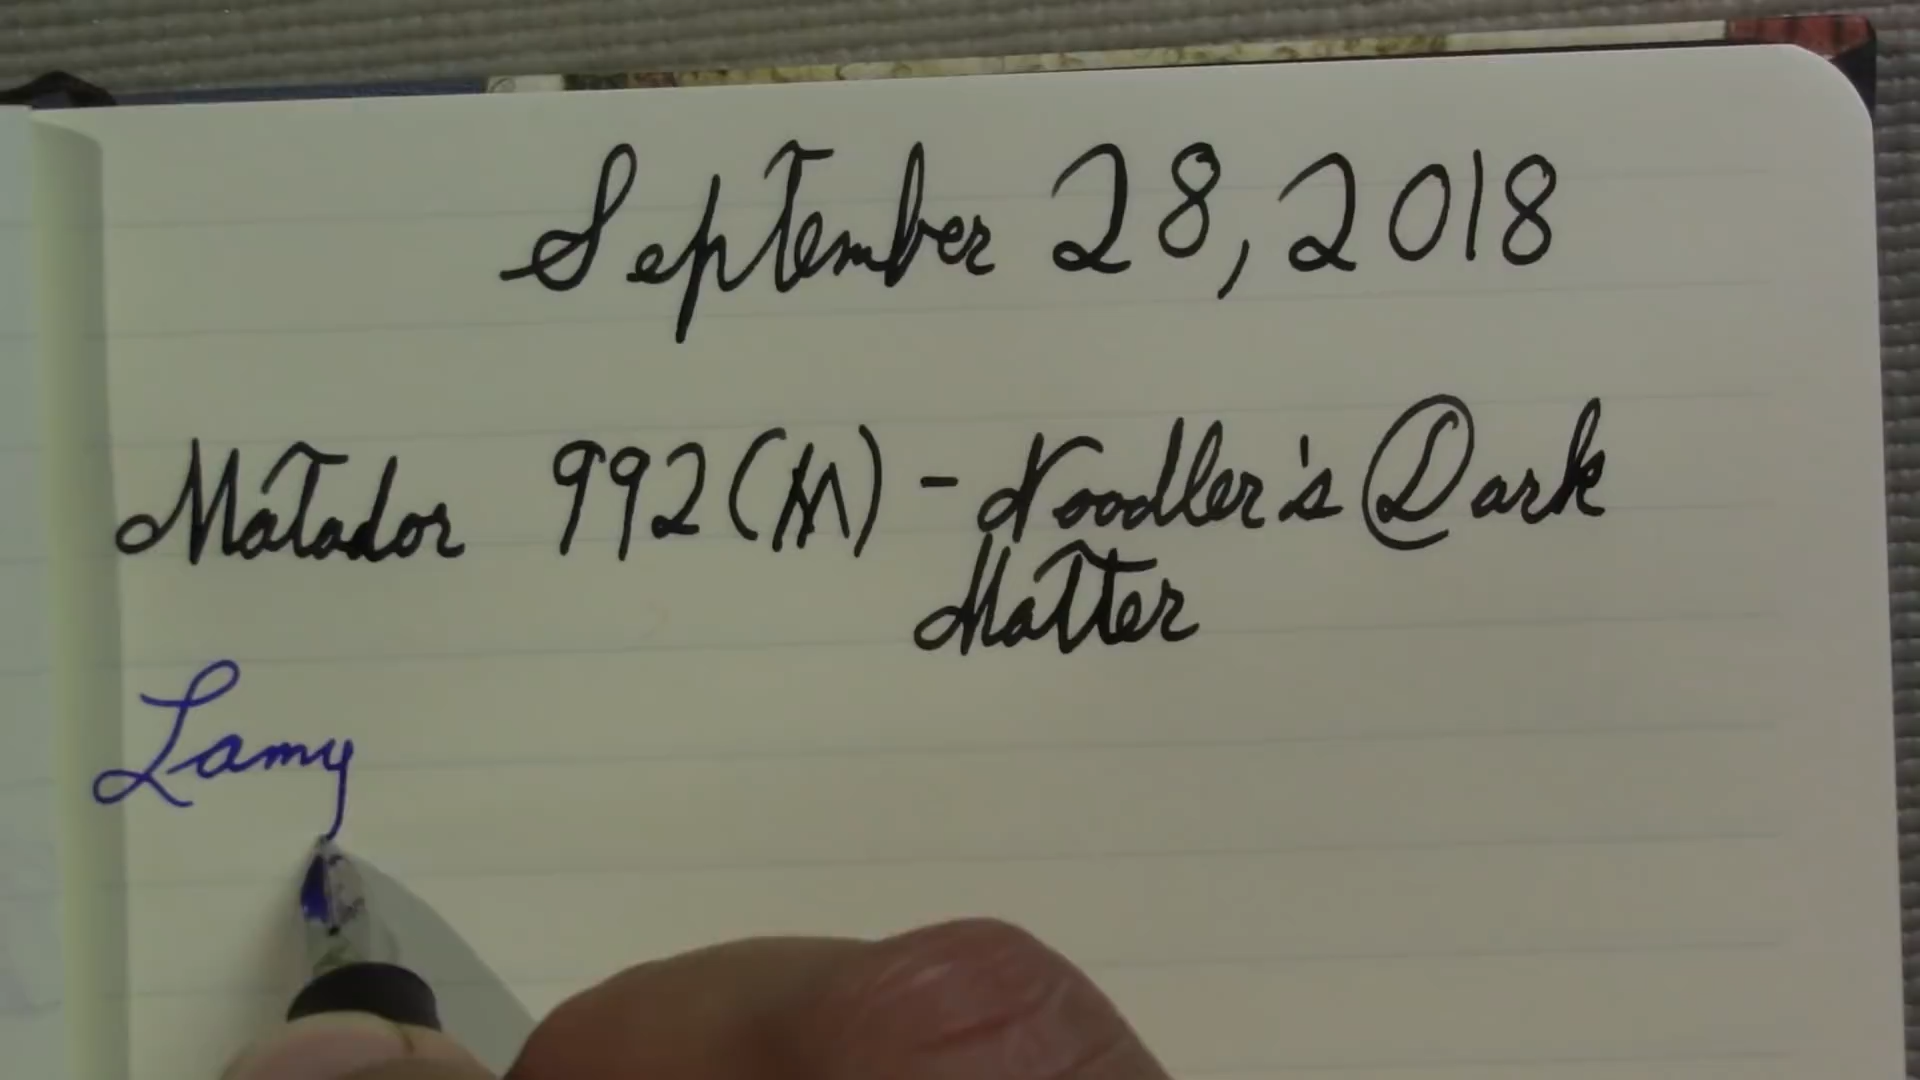 September 28, 2018
Matador 992 (M) - Noodler's Dark
Matter
Lamy